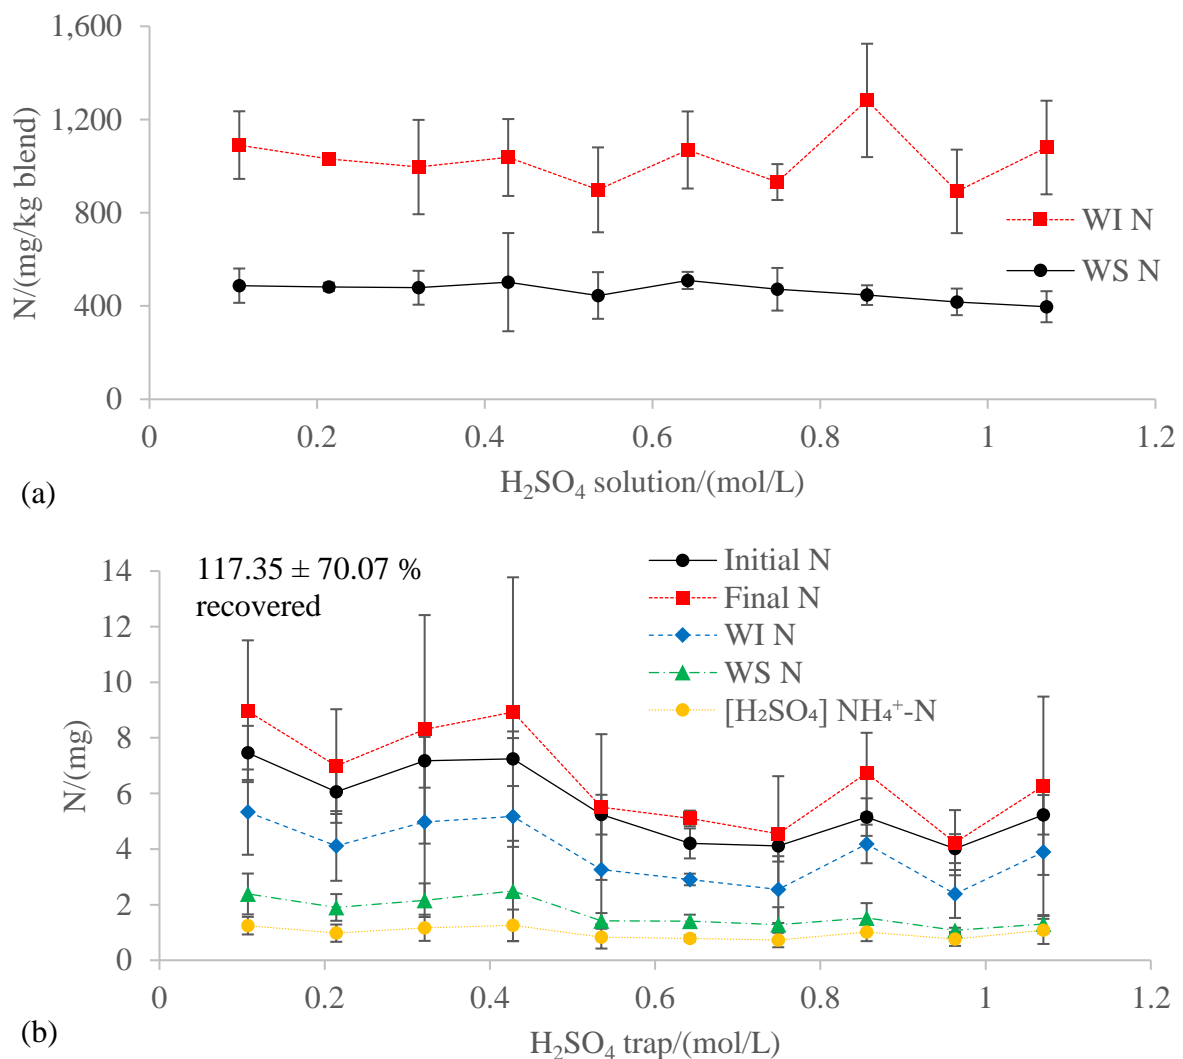 1,600
1,200
800
400
0
N/(mg/kg blend)
WI N
WS N
0 0.2 0.4 0.6 0.8 1 1.2
H₂SO₄ solution/(mol/L)
(a)
117.35 ± 70.07 %
recovered
Initial N
Final N
WI N
WS N
[H₂SO₄] NH₄⁺-N
14
12
10
8
6
4
2
0
N/(mg)
0 0.2 0.4 0.6 0.8 1 1.2
H₂SO₄ trap/(mol/L)
(b)